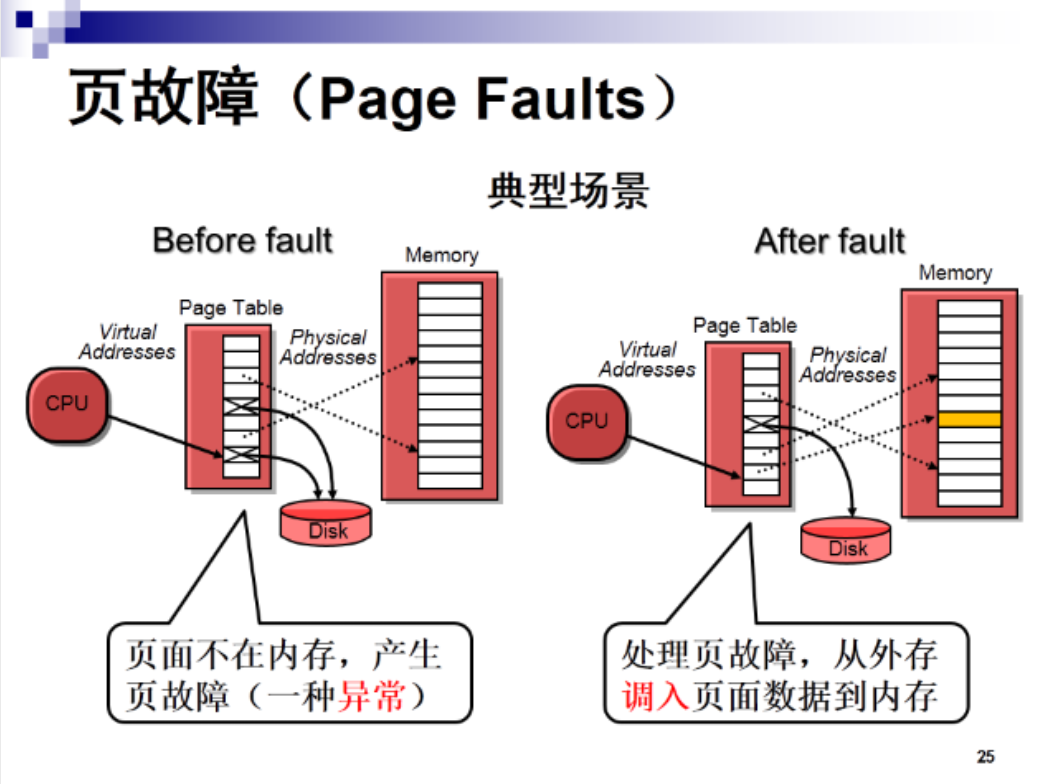 页故障（Page Faults）
典型场景
Before fault
Memory
Page Table
Virtual
Addresses
Physical
Addresses
CPU
Disk
页面不在内存，产生
页故障（一种异常）
After fault
Memory
Page Table
Virtual
Addresses
Physical
Addresses
CPU
Disk
处理页故障，从外存
调入页面数据到内存
25